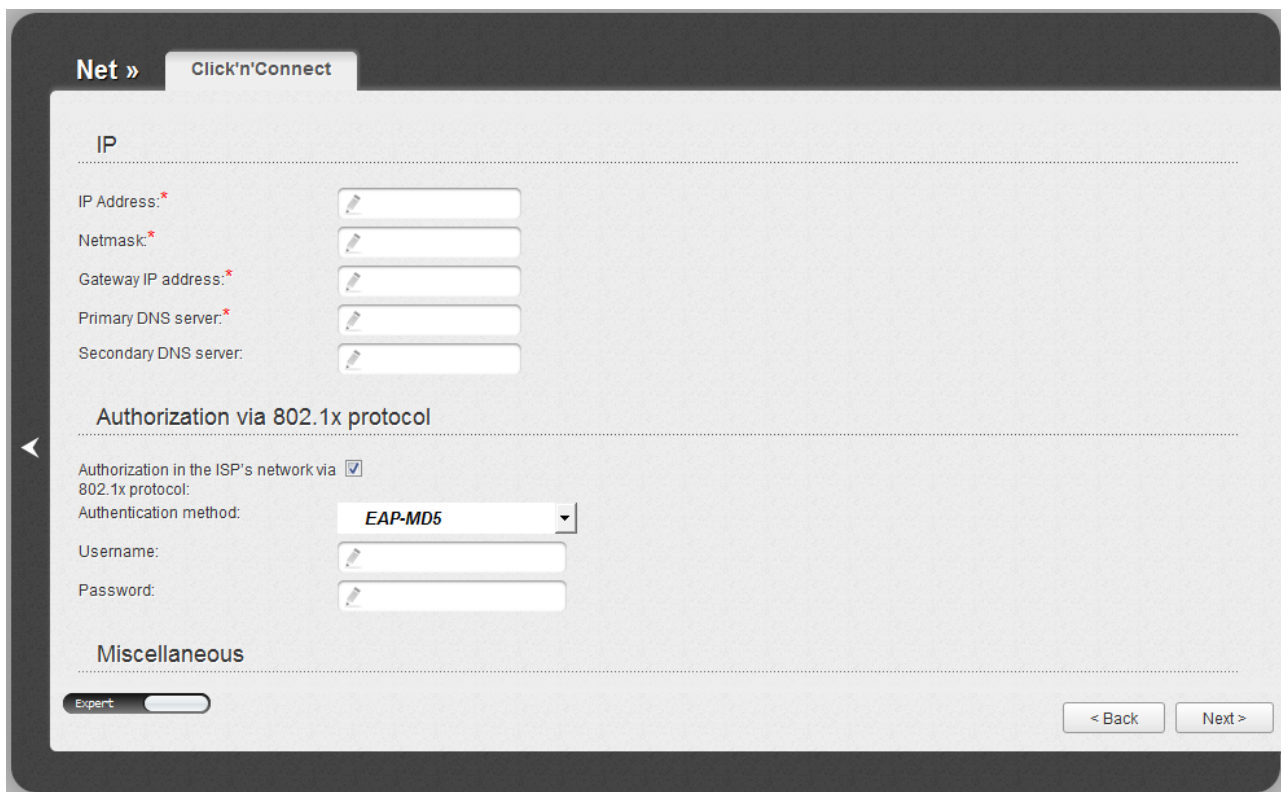 Net »
Click'n'Connect
IP
IP Address:*
Netmask:*
Gateway IP address:*
Primary DNS server:*
Secondary DNS server:
Authorization via 802.1x protocol
Authorization in the ISP's network via
802.1x protocol:
Authentication method:
EAP-MD5
Username:
Password:
Miscellaneous
Expert
< Back
Next >